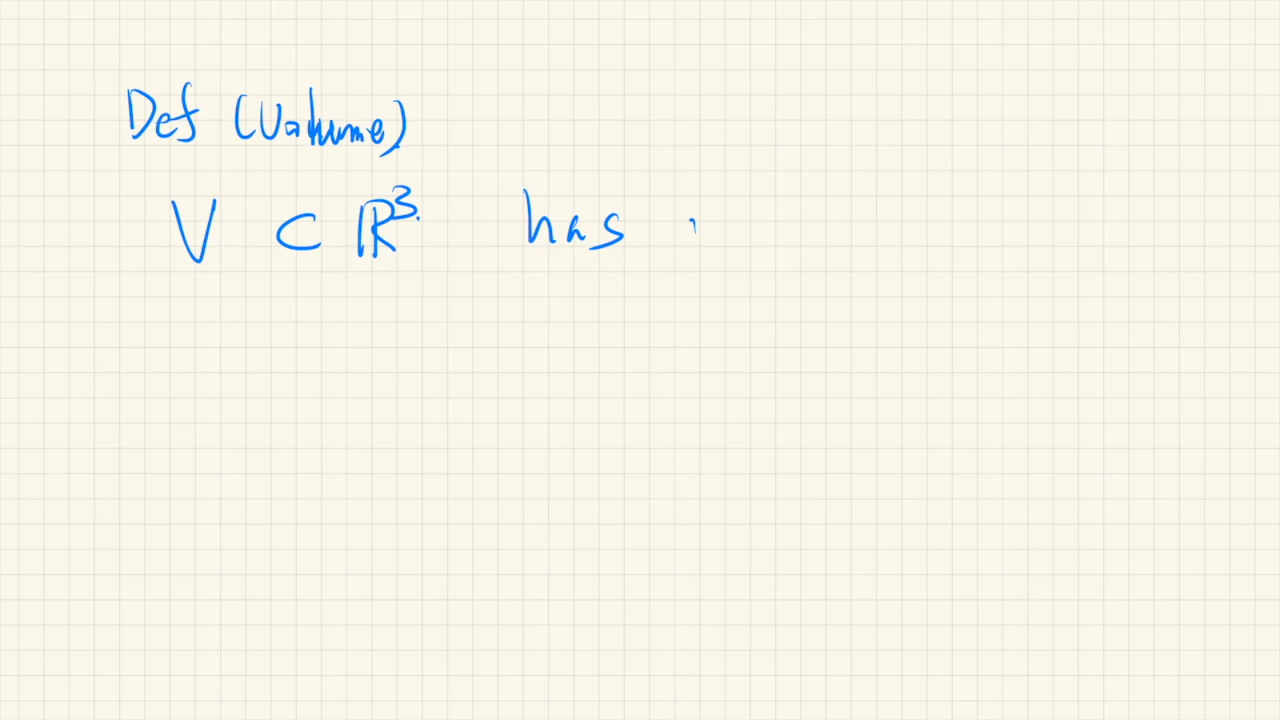 Def (Volume)
V ⊂ ℝ³ has